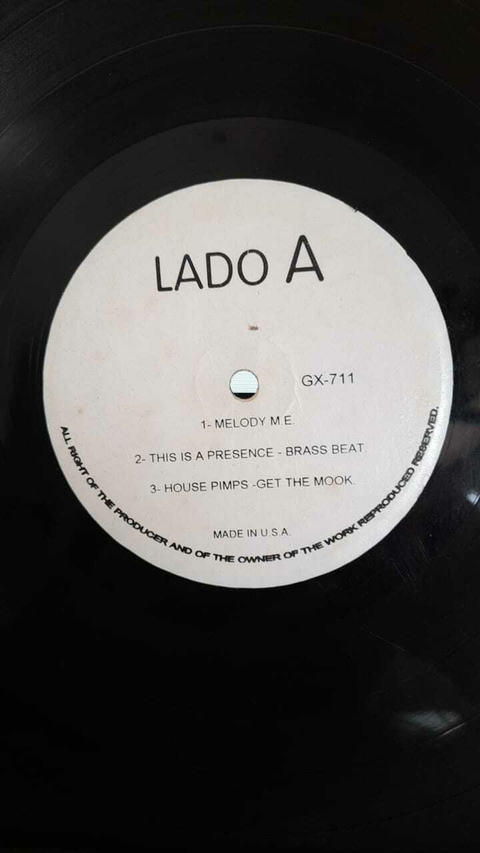 LADO A
GX-711
1- MELODY M.E.
2- THIS IS A PRESENCE - BRASS BEAT.
3- HOUSE PIMPS -GET THE MOOK.
MADE IN U.S.A.
ALL RIGHT OF THE PRODUCER AND OF THE OWNER OF THE WORK REPRODUCED RESERVED.